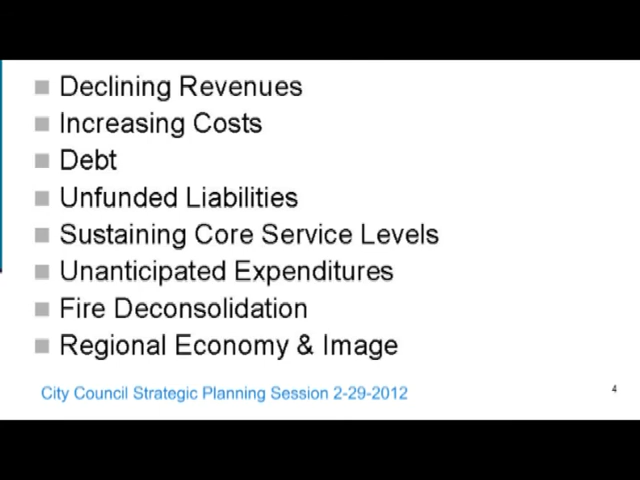 Declining Revenues
Increasing Costs
Debt
Unfunded Liabilities
Sustaining Core Service Levels
Unanticipated Expenditures
Fire Deconsolidation
Regional Economy & Image
City Council Strategic Planning Session 2-29-2012
4